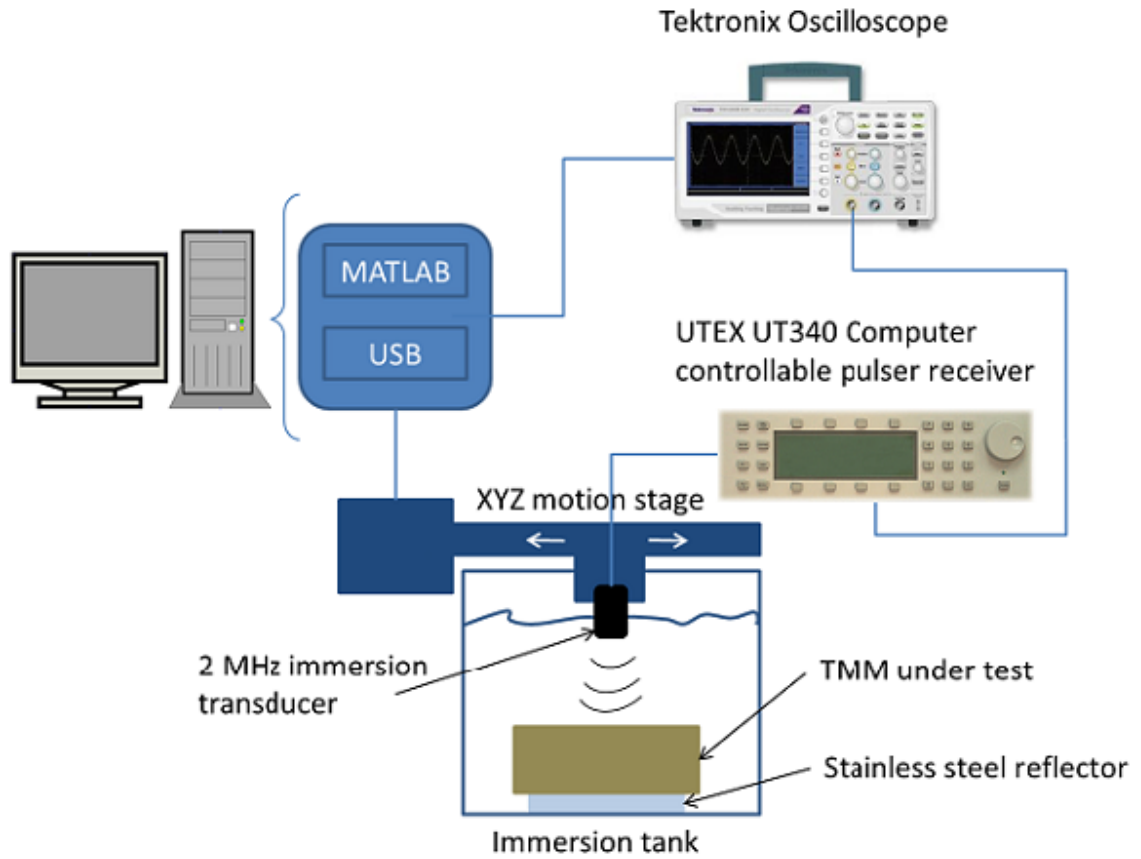 Tektronix Oscilloscope
MATLAB
USB
UTEX UT340 Computer
controllable pulser receiver
XYZ motion stage
2 MHz immersion
transducer
TMM under test
Stainless steel reflector
Immersion tank